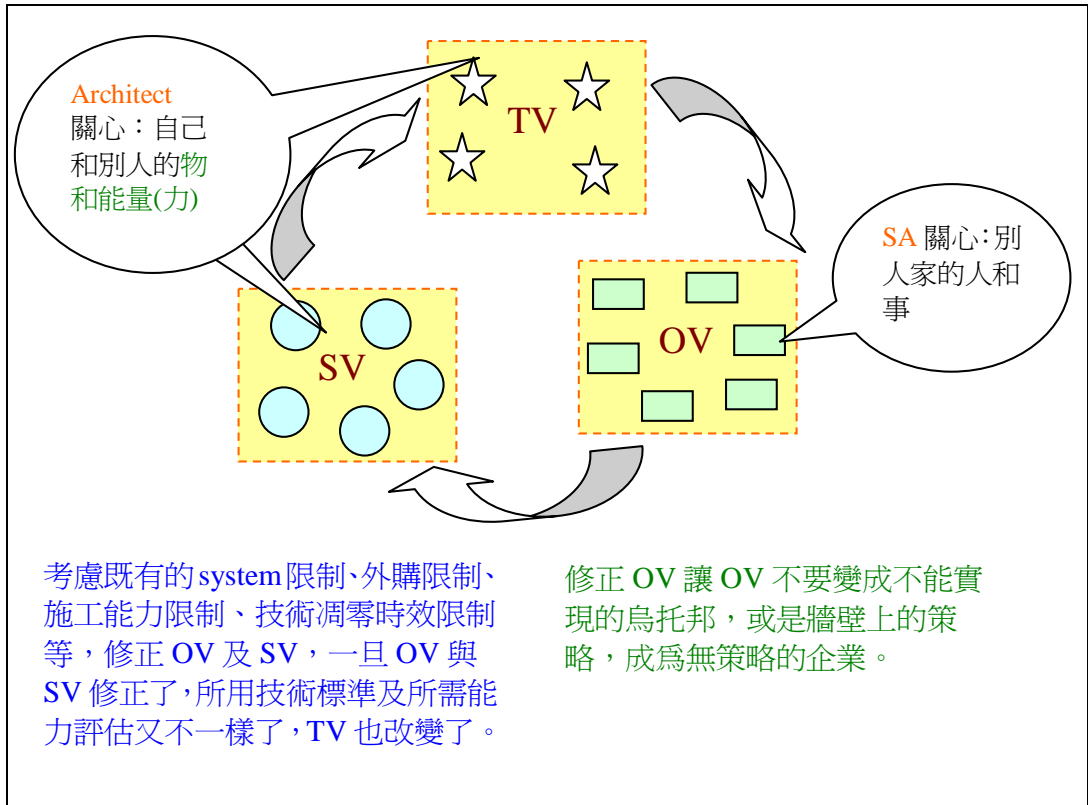 Architect
關心：自己
和別人的物
和能量(力)
TV
SA 關心：別
人家的人和
事
OV
SV
考慮既有的 system 限制、外購限制、
施工能力限制、技術凋零時效限制
等，修正 OV 及 SV，一旦 OV 與
SV 修正了，所用技術標準及所需能
力評估又不一樣了，TV 也改變了。
修正 OV 讓 OV 不要變成不能實
現的烏托邦，或是牆壁上的策
略，成爲無策略的企業。